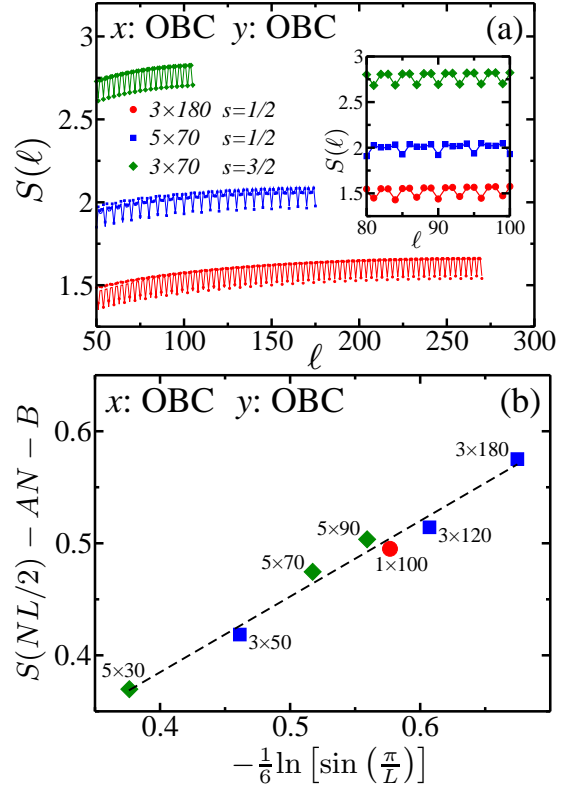 x: OBC y: OBC (a)
3
2.5
2
1.5
S(ℓ)
3×180 s=1/2
5×70 s=1/2
3×70 s=3/2
3
2.5
2
1.5
S(ℓ)
80 90 100
ℓ
50 100 150 200 250 300
ℓ
x: OBC y: OBC (b)
0.6
0.5
0.4
S(NL/2) − AN − B
3×180
5×90
3×120
1×100
5×70
3×50
5×30
0.4 0.5 0.6
−1/6 ln [sin (π/L)]